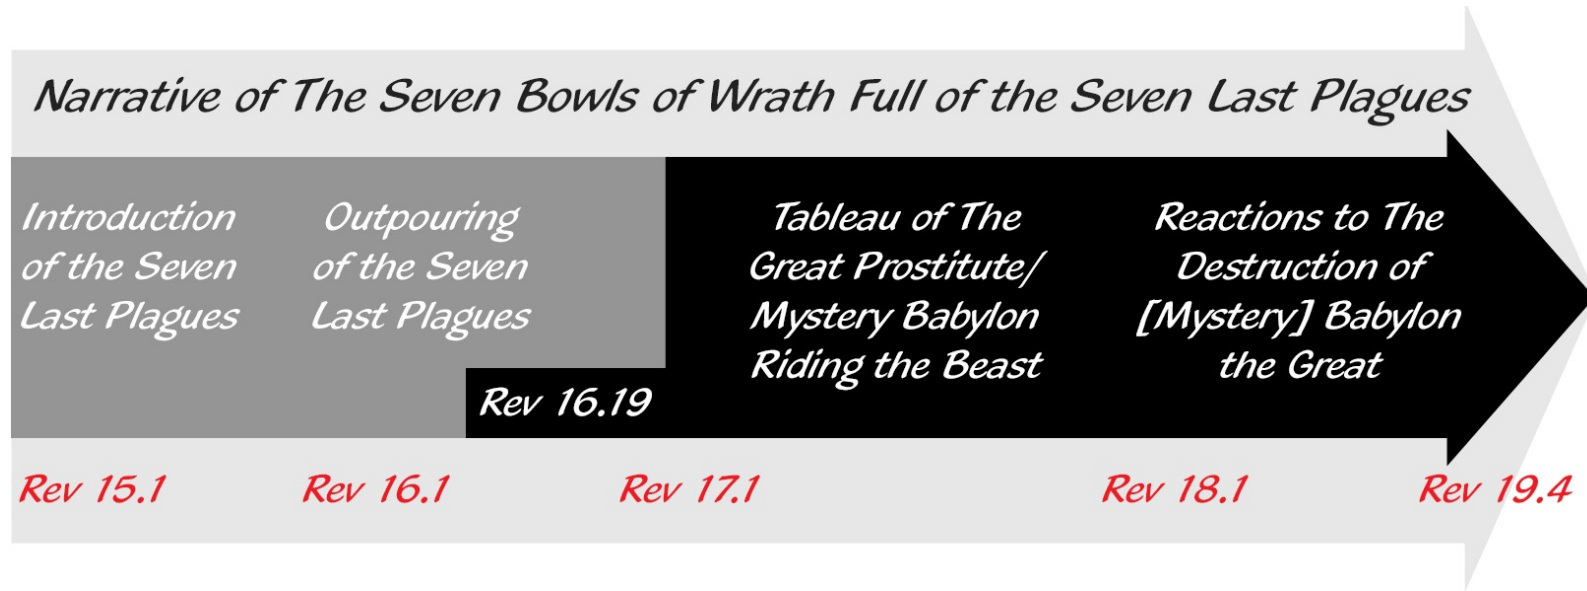 Narrative of The Seven Bowls of Wrath Full of the Seven Last Plagues
Introduction
of the Seven
Last Plagues
Outpouring
of the Seven
Last Plagues
Rev 16.19
Tableau of The
Great Prostitute/
Mystery Babylon
Riding the Beast
Reactions to The
Destruction of
[Mystery] Babylon
the Great
Rev 15.1
Rev 16.1
Rev 17.1
Rev 18.1
Rev 19.4